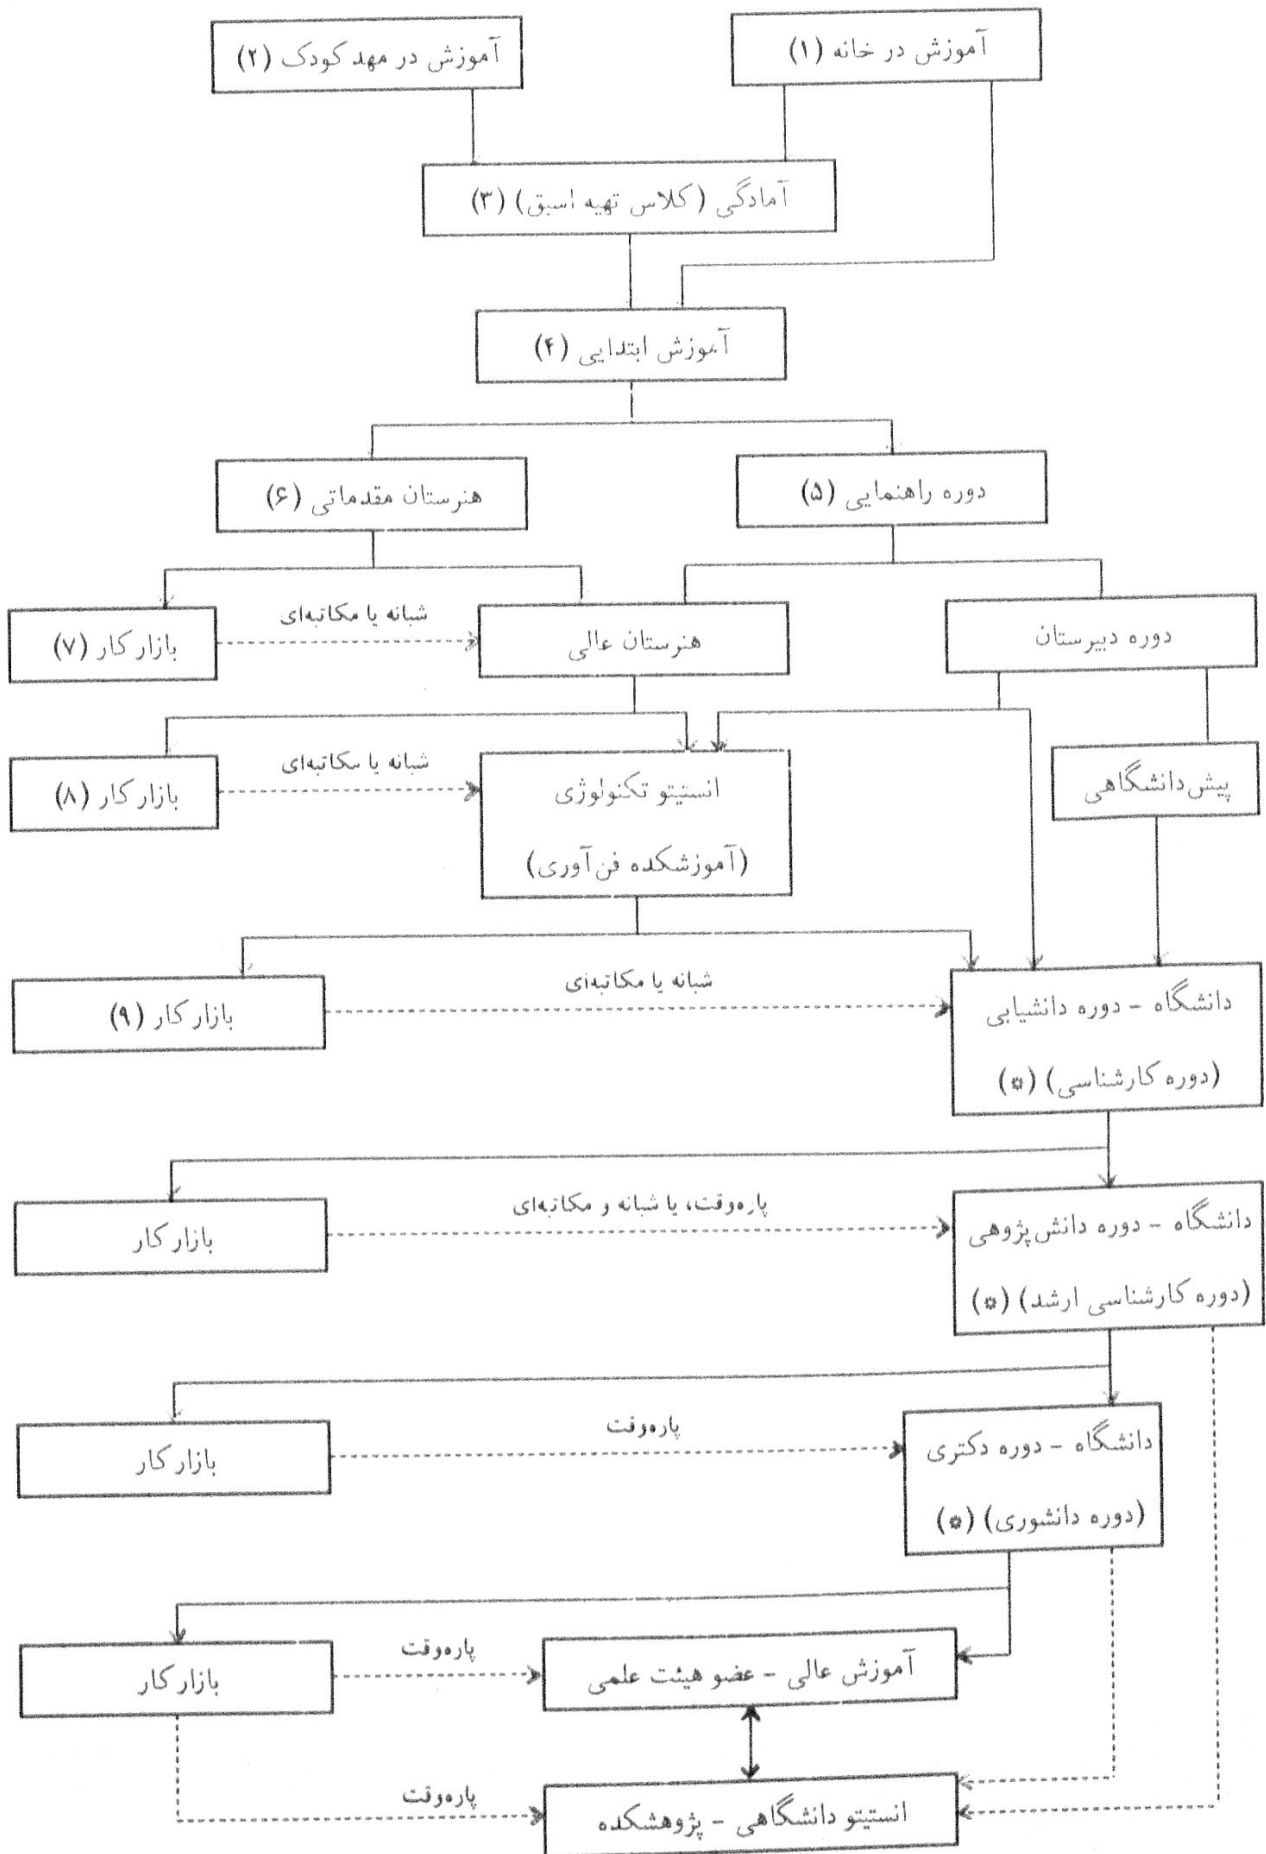 آموزش در خانه (۱)
آموزش در مهد کودک (۲)
آمادگی (کلاس تهیه اسبق) (۳)
آموزش ابتدایی (۴)
دوره راهنمایی (۵)
هنرستان مقدماتی (۶)
دوره دبیرستان
هنرستان عالی
شبانه یا مکاتبه‌ای
بازار کار (۷)
پیش‌دانشگاهی
انستیتو تکنولوژی
(آموزشکده فن‌آوری)
شبانه یا مکاتبه‌ای
بازار کار (۸)
دانشگاه - دوره دانشیابی
(دوره کارشناسی) (*)
شبانه یا مکاتبه‌ای
بازار کار (۹)
دانشگاه - دوره دانش‌پژوهی
(دوره کارشناسی ارشد) (*)
پاره‌وقت، یا شبانه و مکاتبه‌ای
بازار کار
دانشگاه - دوره دکتری
(دوره دانشوری) (*)
پاره‌وقت
بازار کار
آموزش عالی - عضو هیئت علمی
پاره‌وقت
بازار کار
انستیتو دانشگاهی - پژوهشکده
پاره‌وقت